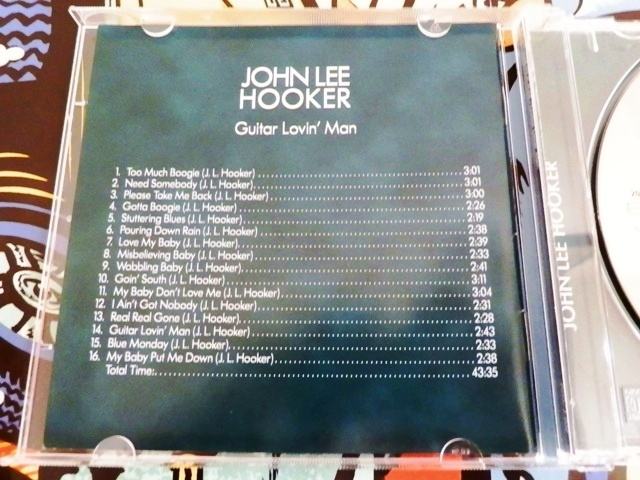 JOHN LEE
HOOKER
Guitar Lovin' Man
1. Too Much Boogie (J. L. Hooker) 3:01
2. Need Somebody (J. L. Hooker) 3:01
3. Please Take Me Back (J. L. Hooker) 3:00
4. Gotta Boogie (J. L. Hooker) 2:26
5. Stuttering Blues (J. L. Hooker) 2:19
6. Pouring Down Rain (J. L. Hooker) 2:38
7. Love My Baby (J. L. Hooker) 2:39
8. Misbelieving Baby (J. L. Hooker) 2:33
9. Wobbling Baby (J. L. Hooker) 2:41
10. Goin' South (J. L. Hooker) 3:11
11. My Baby Don't Love Me (J. L. Hooker) 3:04
12. I Ain't Got Nobody (J. L. Hooker) 2:31
13. Real Real Gone (J. L. Hooker) 2:28
14. Guitar Lovin' Man (J. L. Hooker) 2:43
15. Blue Monday (J. L. Hooker) 2:33
16. My Baby Put Me Down (J. L. Hooker) 2:38
Total Time: 43:35
JOHN LEE HOOKER